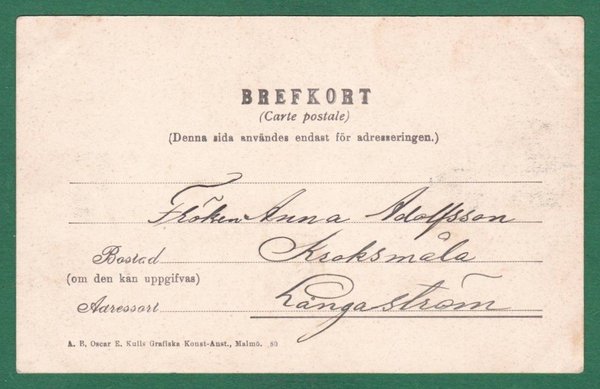 BREFKORT
(Carte postale)
(Denna sida användes endast för adresseringen.)
Fröken Anna Adolfsson
Bostad Kroksmåla
(om den kan uppgifvas)
Adressort Långaström
A. B. Oscar E. Kulls Grafiska Konst-Anst., Malmö. 80